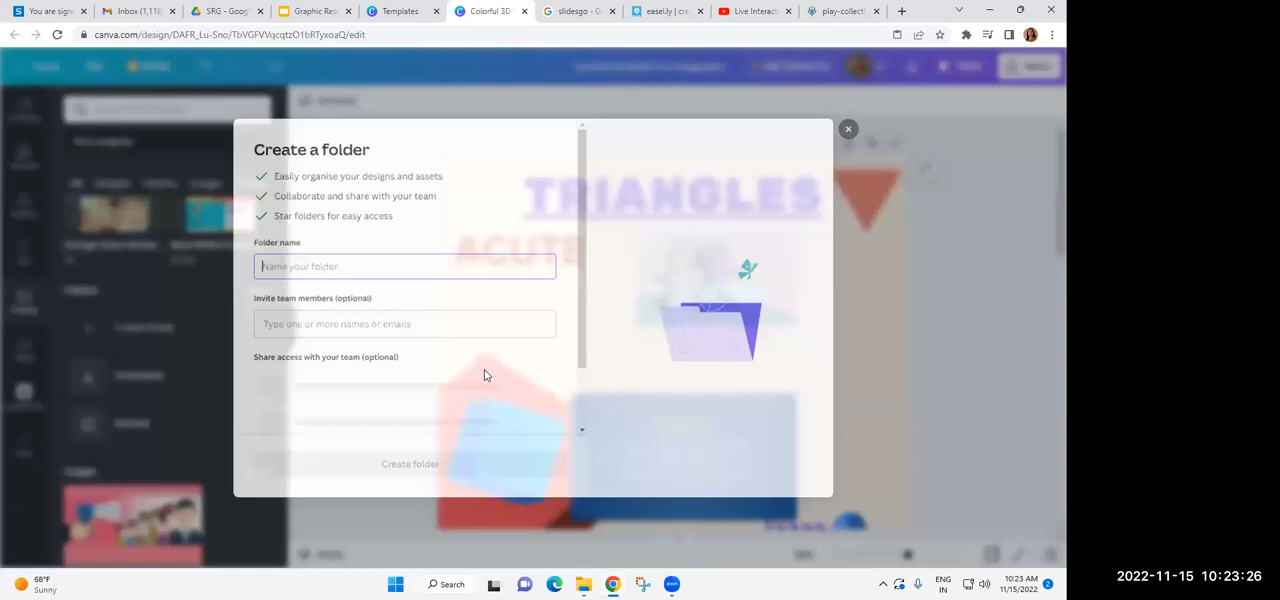 You are sign
Inbox (1,118
SRG - Goog
Graphic Res
Templates
Colorful 3D
slidesgo - G
easel.ly | cre
Live Interact
play-collecti
canva.com/design/DAFR_Lu-Sno/TbVGFVVqcqtzO1bRTyxoaQ/edit
Create a folder
Easily organise your designs and assets
Collaborate and share with your team
Star folders for easy access
Folder name
Name your folder
Invite team members (optional)
Type one or more names or emails
Share access with your team (optional)
Create folder
TRIANGLES
ACUTE
68°F
Sunny
Search
ENG
IN
10:23 AM
11/15/2022
2
2022-11-15 10:23:26